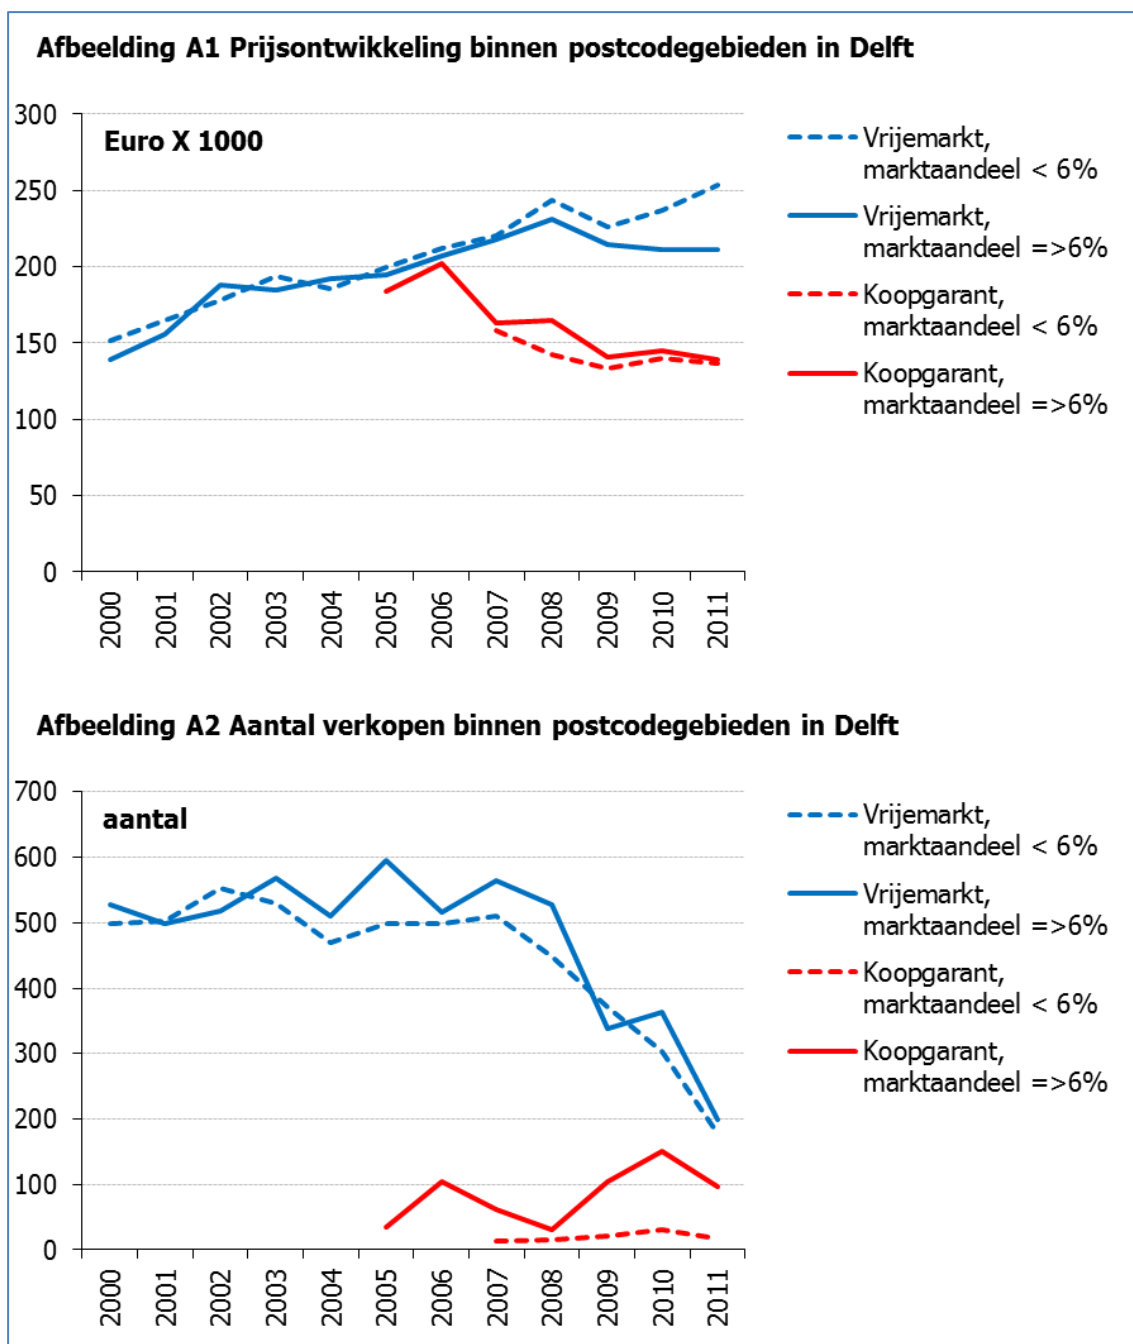 Afbeelding A1 Prijsontwikkeling binnen postcodegebieden in Delft
300
250
200
150
100
50
0
Euro X 1000
2000
2001
2002
2003
2004
2005
2006
2007
2008
2009
2010
2011
Vrijemarkt,
marktaandeel < 6%
Vrijemarkt,
marktaandeel =>6%
Koopgarant,
marktaandeel < 6%
Koopgarant,
marktaandeel =>6%
Afbeelding A2 Aantal verkopen binnen postcodegebieden in Delft
700
600
500
400
300
200
100
0
aantal
2000
2001
2002
2003
2004
2005
2006
2007
2008
2009
2010
2011
Vrijemarkt,
marktaandeel < 6%
Vrijemarkt,
marktaandeel =>6%
Koopgarant,
marktaandeel < 6%
Koopgarant,
marktaandeel =>6%